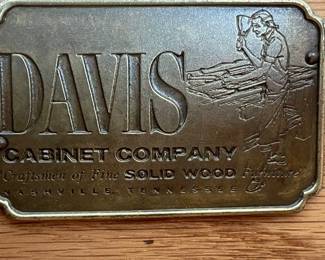 DAVIS
CABINET COMPANY
"Craftsmen of Fine SOLID WOOD Furniture"
NASHVILLE, TENNESSEE